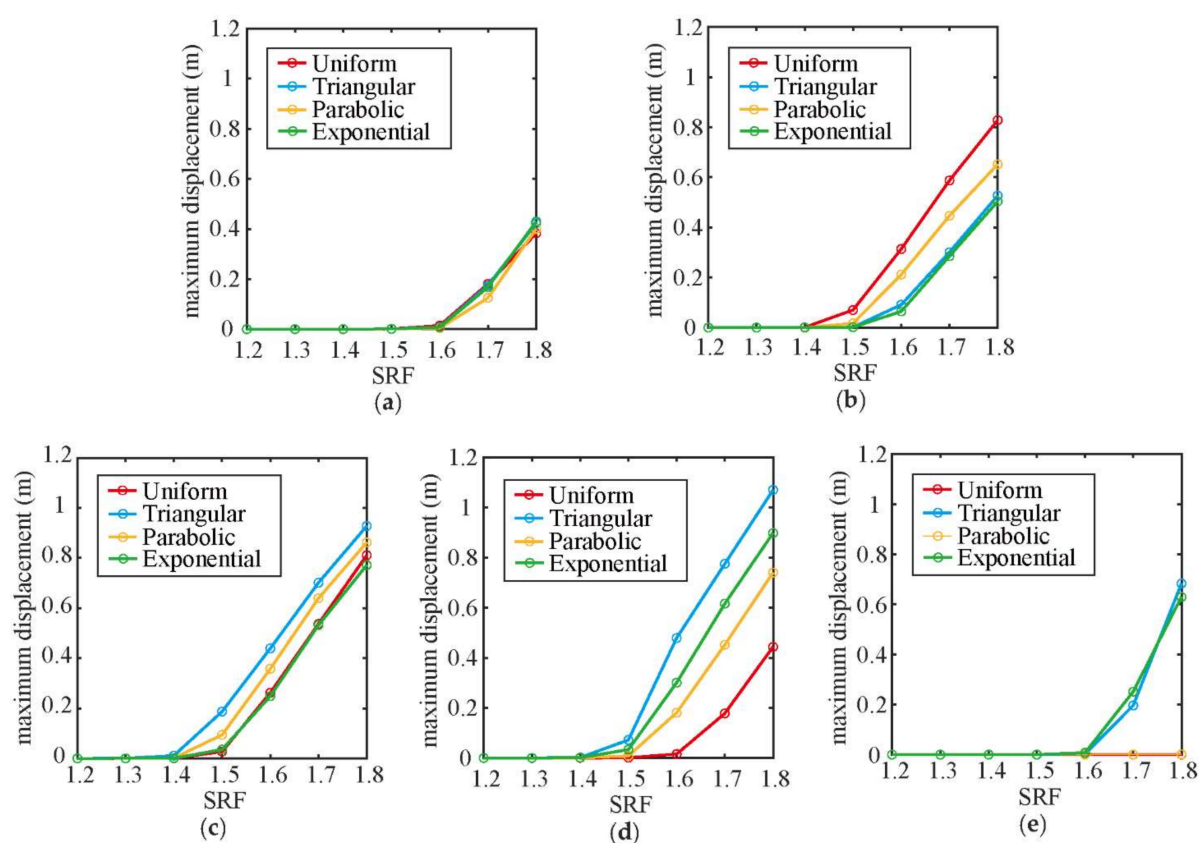 maximum displacement (m)
1.2
1
0.8
0.6
0.4
0.2
0
Uniform
Triangular
Parabolic
Exponential
1.2 1.3 1.4 1.5 1.6 1.7 1.8
SRF
(a)
maximum displacement (m)
1.2
1
0.8
0.6
0.4
0.2
0
Uniform
Triangular
Parabolic
Exponential
1.2 1.3 1.4 1.5 1.6 1.7 1.8
SRF
(b)
maximum displacement (m)
1.2
1
0.8
0.6
0.4
0.2
0
Uniform
Triangular
Parabolic
Exponential
1.2 1.3 1.4 1.5 1.6 1.7 1.8
SRF
(c)
maximum displacement (m)
1.2
1
0.8
0.6
0.4
0.2
0
Uniform
Triangular
Parabolic
Exponential
1.2 1.3 1.4 1.5 1.6 1.7 1.8
SRF
(d)
maximum displacement (m)
1.2
1
0.8
0.6
0.4
0.2
0
Uniform
Triangular
Parabolic
Exponential
1.2 1.3 1.4 1.5 1.6 1.7 1.8
SRF
(e)